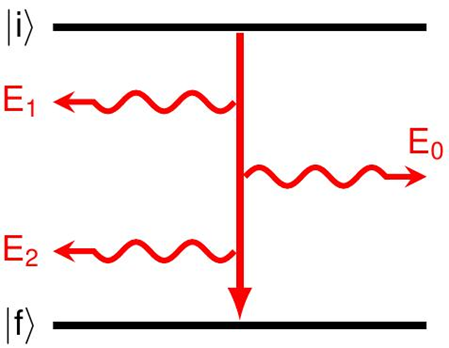 |i⟩
E₁
E₀
E₂
|f⟩